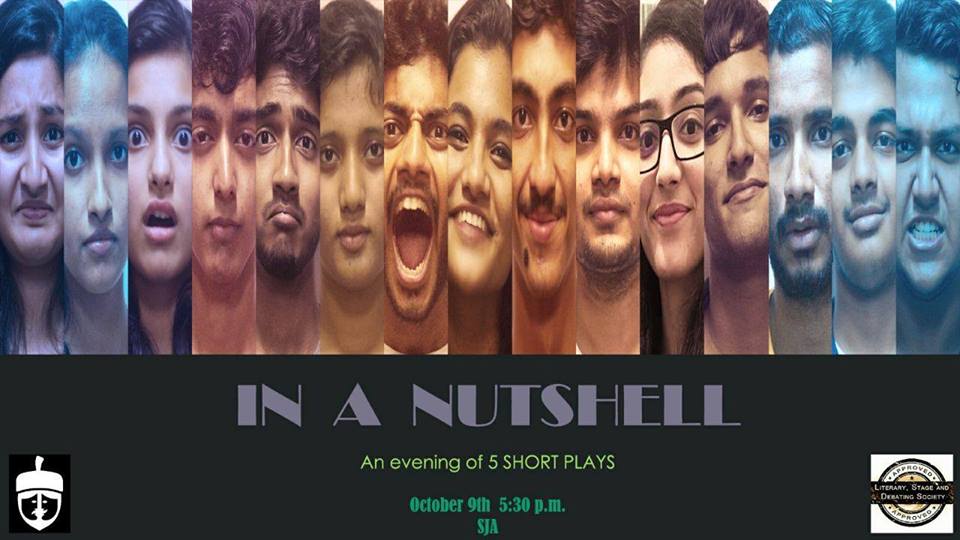 IN A NUTSHELL
An evening of 5 SHORT PLAYS
October 9th 5:30 p.m.
SJA
APPROVED
LITERARY, STAGE AND
DEBATING SOCIETY
APPROVED